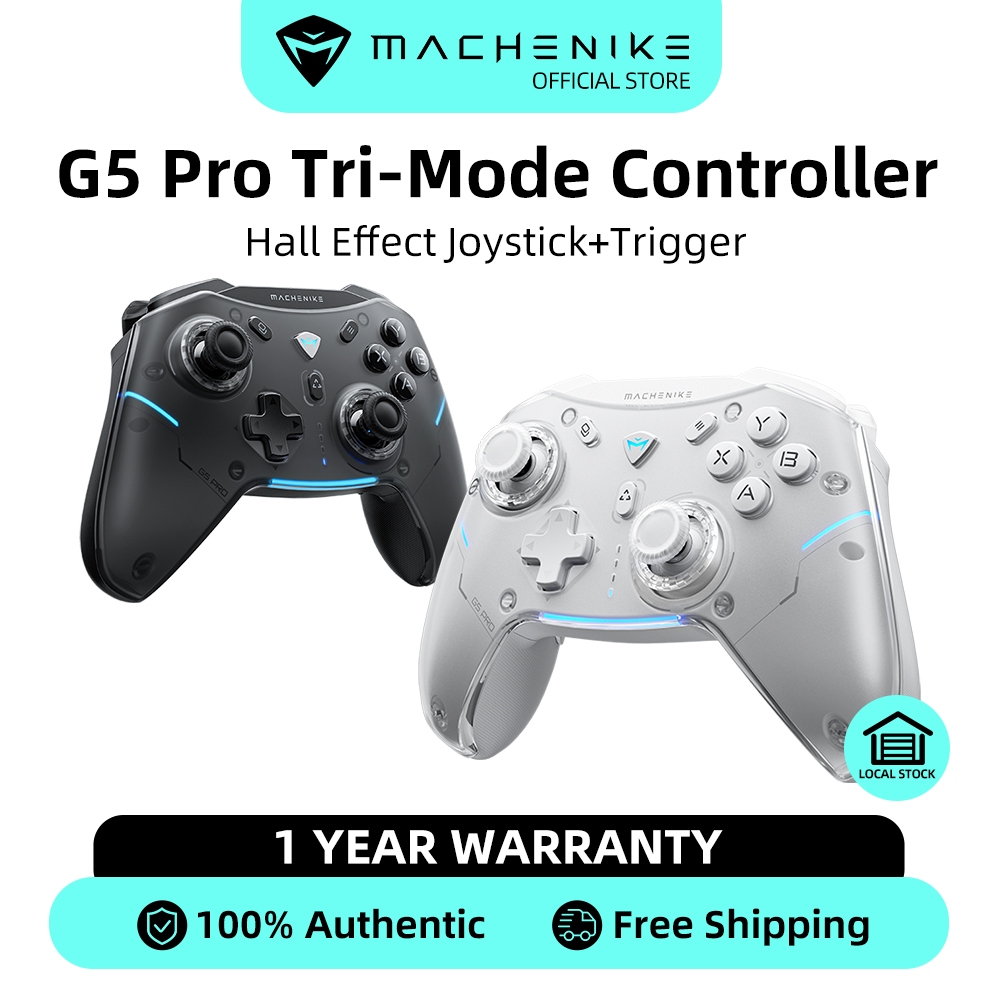 MACHENIKE
OFFICIAL STORE
G5 Pro Tri-Mode Controller
Hall Effect Joystick+Trigger
MACHENIKE
Y
X
B
A
G5 PRO
MACHENIKE
Y
X
B
A
G5 PRO
LOCAL STOCK
1 YEAR WARRANTY
100% Authentic
Free Shipping